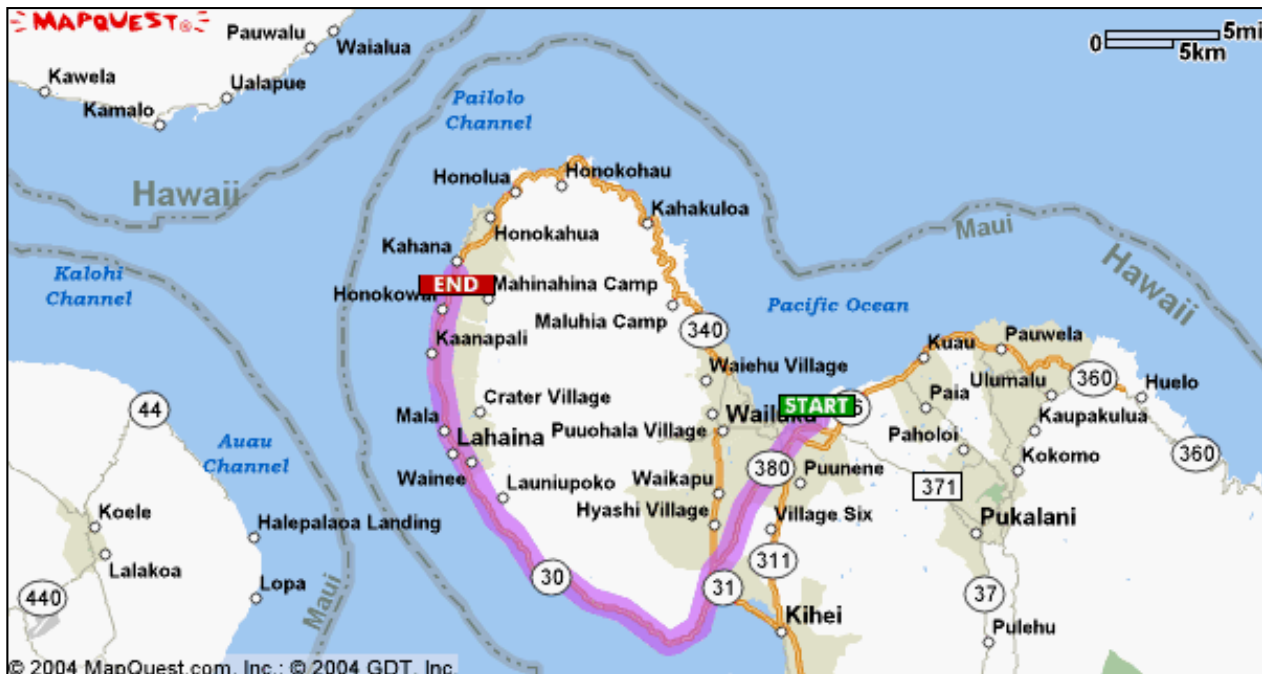 MAPQUEST®
Pauwalu
Waialua
Kawela
Ualapue
Kamalo
0 5mi
5km
Pailolo
Channel
Hawaii
Honolua
Honokohau
Kahakuloa
Honokahua
Kahana
Maui
Hawaii
Kalohi
Channel
END
Mahinahina Camp
Pacific Ocean
Maluhia Camp
340
Kaanapali
Waiehu Village
Kuau
Pauwela
Ulumalu
360
Huelo
44
Crater Village
START
Paia
Mala
Lahaina
Puuohala Village
Kaupakulua
Paholoi
Auau
Channel
Wainee
380
Puunene
Kokomo
360
Launiupoko
Waikapu
371
Koele
Halepalaoa Landing
Hyashi Village
Village Six
Pukalani
Lalakoa
440
Lopa
Maui
30
31
311
Kihei
37
Pulehu
© 2004 MapQuest.com, Inc.; © 2004 GDT, Inc.